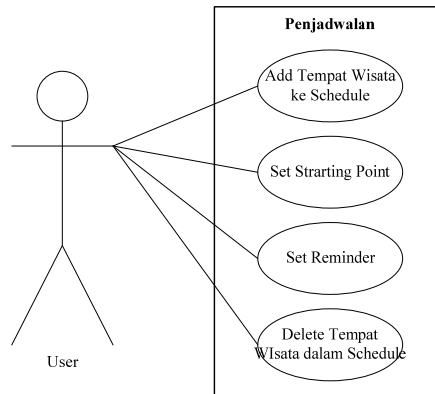 Penjadwalan
Add Tempat Wisata
ke Schedule
Set Strarting Point
Set Reminder
Delete Tempat
WIsata dalam Schedule
User